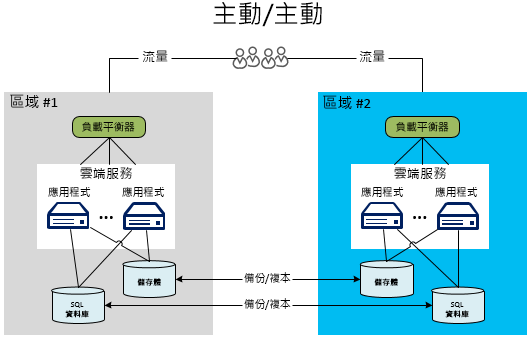 主動/主動
流量
流量
區域 #1
負載平衡器
雲端服務
應用程式
應用程式
儲存體
SQL
資料庫
區域 #2
負載平衡器
雲端服務
應用程式
應用程式
儲存體
SQL
資料庫
備份/複本
備份/複本